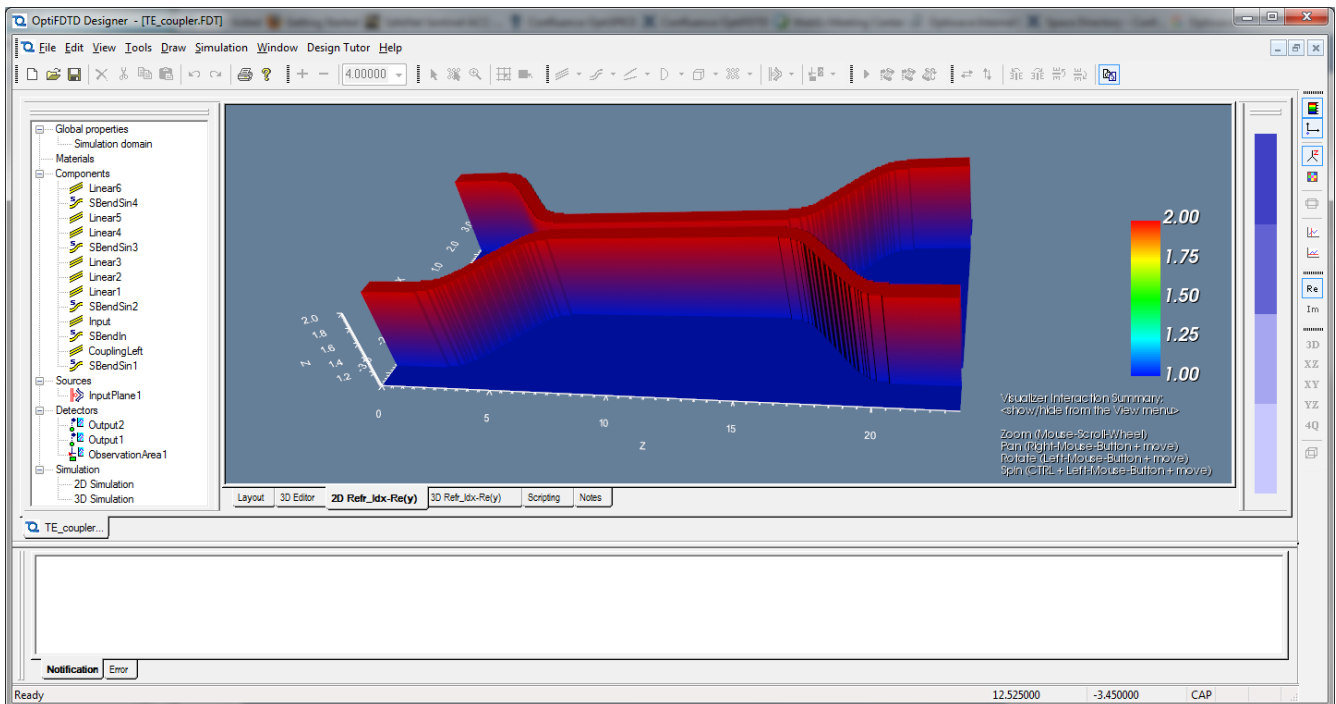 OptiFDTD Designer - [TE_coupler.FDT]
File Edit View Tools Draw Simulation Window Design Tutor Help
4.00000
Global properties
Simulation domain
Materials
Components
Linear6
SBendSin4
Linear5
Linear4
SBendSin3
Linear3
Linear2
Linear1
SBendSin2
Input
SBendIn
CouplingLeft
SBendSin1
Sources
InputPlane1
Detectors
Output2
Output1
ObservationArea1
Simulation
2D Simulation
3D Simulation
3.0
2.0
1.0
X
2.0
1.8
1.6
1.4
1.2
Z
0
5
10
15
20
Z
2.00
1.75
1.50
1.25
1.00
Visualizer Interaction Summary:
<show/hide from the View menu>
Zoom (Mouse-Scroll-Wheel)
Pan (Right-Mouse-Button + move)
Rotate (Left-Mouse-Button + move)
Spin (CTRL + Left-Mouse-Button + move)
Re
Im
3D
XZ
XY
YZ
4Q
Layout 3D Editor 2D Refr_Idx-Re(y) 3D Refr_Idx-Re(y) Scripting Notes
TE_coupler...
Notification Error
Ready 12.525000 -3.450000 CAP